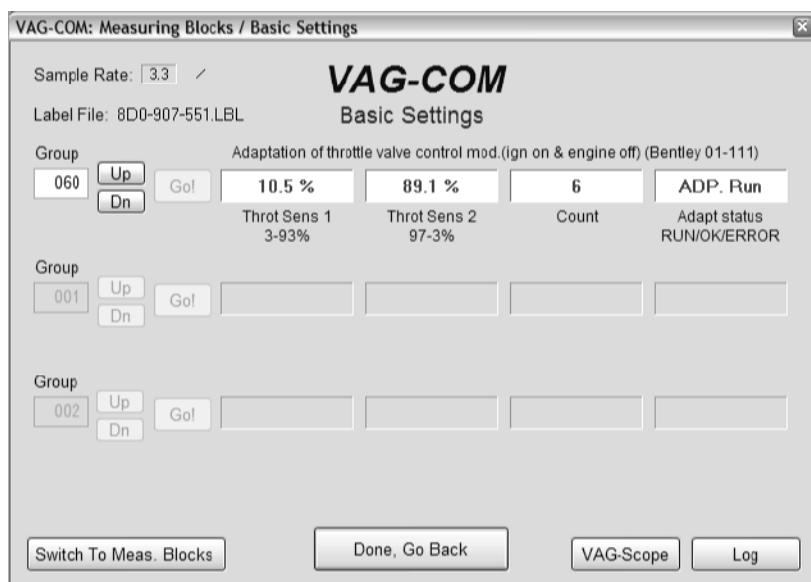 VAG-COM: Measuring Blocks / Basic Settings
Sample Rate: 3.3
VAG-COM
Label File: 8D0-907-551.LBL
Basic Settings
Group
Adaptation of throttle valve control mod.(ign on & engine off) (Bentley 01-111)
060 Up Dn Go! 10.5 % 89.1 % 6 ADP. Run
Throt Sens 1 Throt Sens 2 Count Adapt status
3-93% 97-3% RUN/OK/ERROR
Group
001 Up Dn Go!
Group
002 Up Dn Go!
Switch To Meas. Blocks Done, Go Back VAG-Scope Log